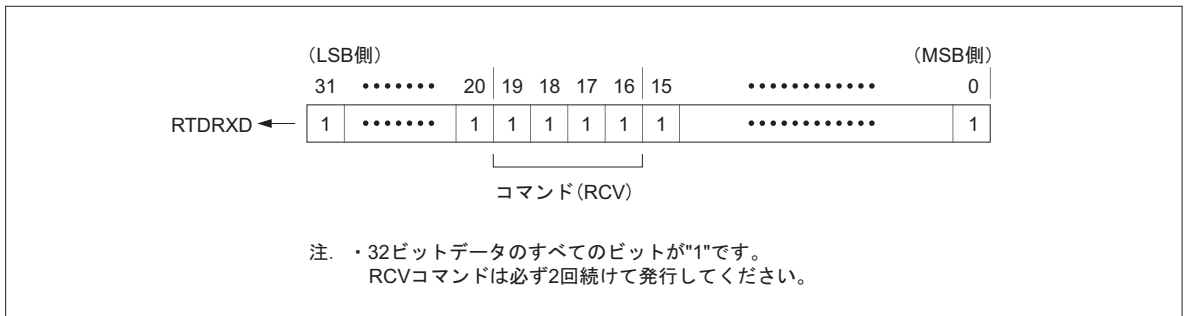 (LSB側) (MSB側)
31 ••••••• 20 19 18 17 16 15 •••••••••••• 0
RTDRXD 1 ••••••• 1 1 1 1 1 1 •••••••••••• 1
コマンド(RCV)
注. ・32ビットデータのすべてのビットが"1"です。
RCVコマンドは必ず2回続けて発行してください。